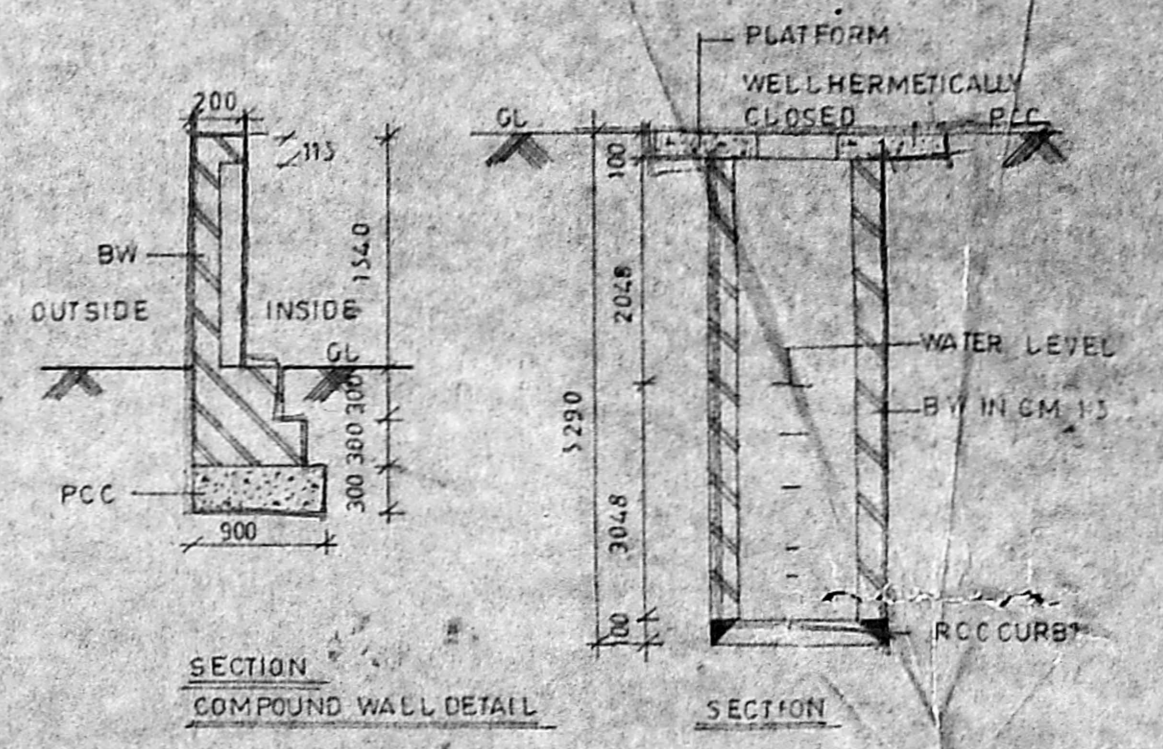 200
115
1540
BW
OUTSIDE
INSIDE
GL
300
380
300
PCC
900
SECTION
COMPOUND WALL DETAIL
PLATFORM
WELL HERMETICALLY
CLOSED
GL
PCC
100
2048
5290
3048
100
WATER LEVEL
BW IN CM 1:5
RCC CURB
SECTION